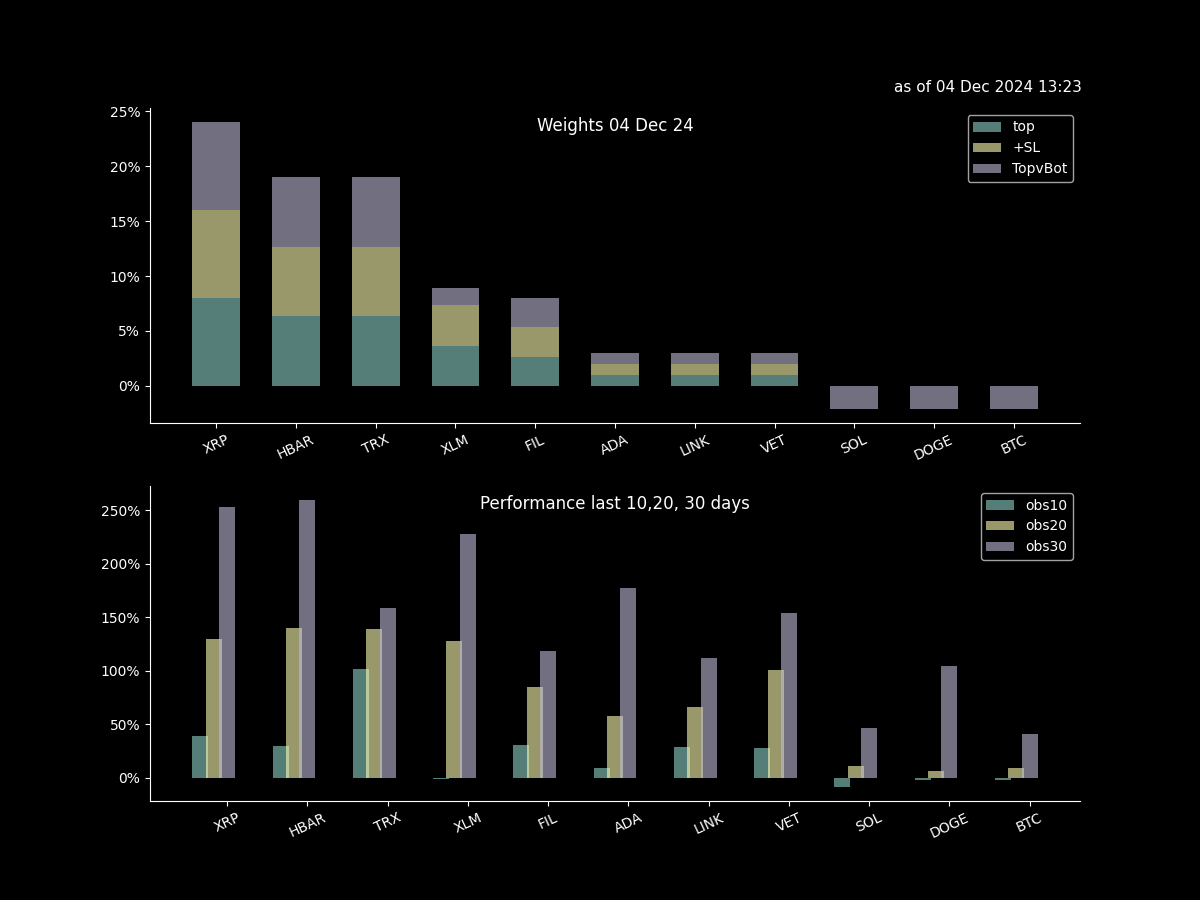 as of 04 Dec 2024 13:23
Weights 04 Dec 24
top
+SL
TopvBot
25%
20%
15%
10%
5%
0%
XRP HBAR TRX XLM FIL ADA LINK VET SOL DOGE BTC
Performance last 10,20, 30 days
obs10
obs20
obs30
250%
200%
150%
100%
50%
0%
XRP HBAR TRX XLM FIL ADA LINK VET SOL DOGE BTC